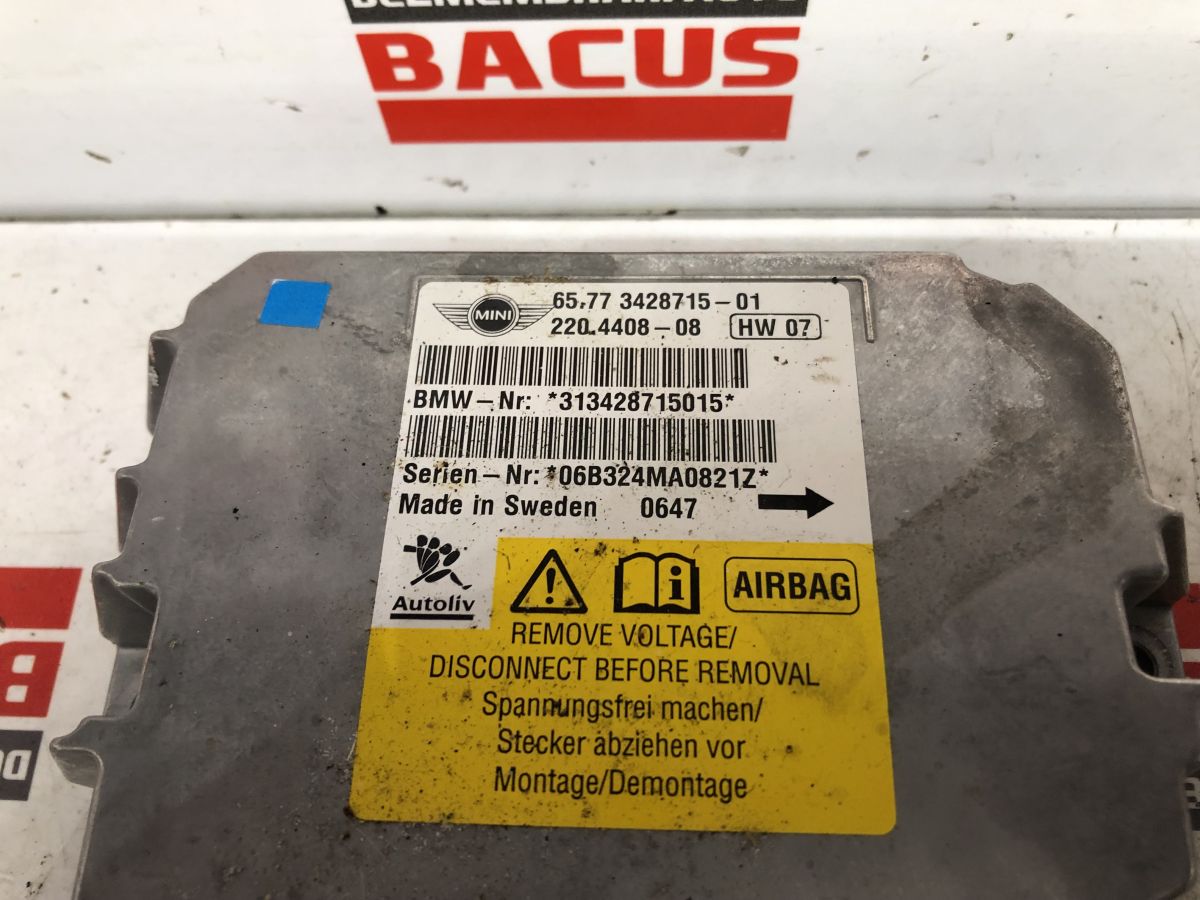 BACUS
MINI
65.77 3428715-01
220.4408-08 HW 07
BMW-Nr: *313428715015*
Serien-Nr: *06B324MA0821Z*
Made in Sweden 0647
Autoliv
AIRBAG
REMOVE VOLTAGE/
DISCONNECT BEFORE REMOVAL
Spannungsfrei machen/
Stecker abziehen vor
Montage/Demontage